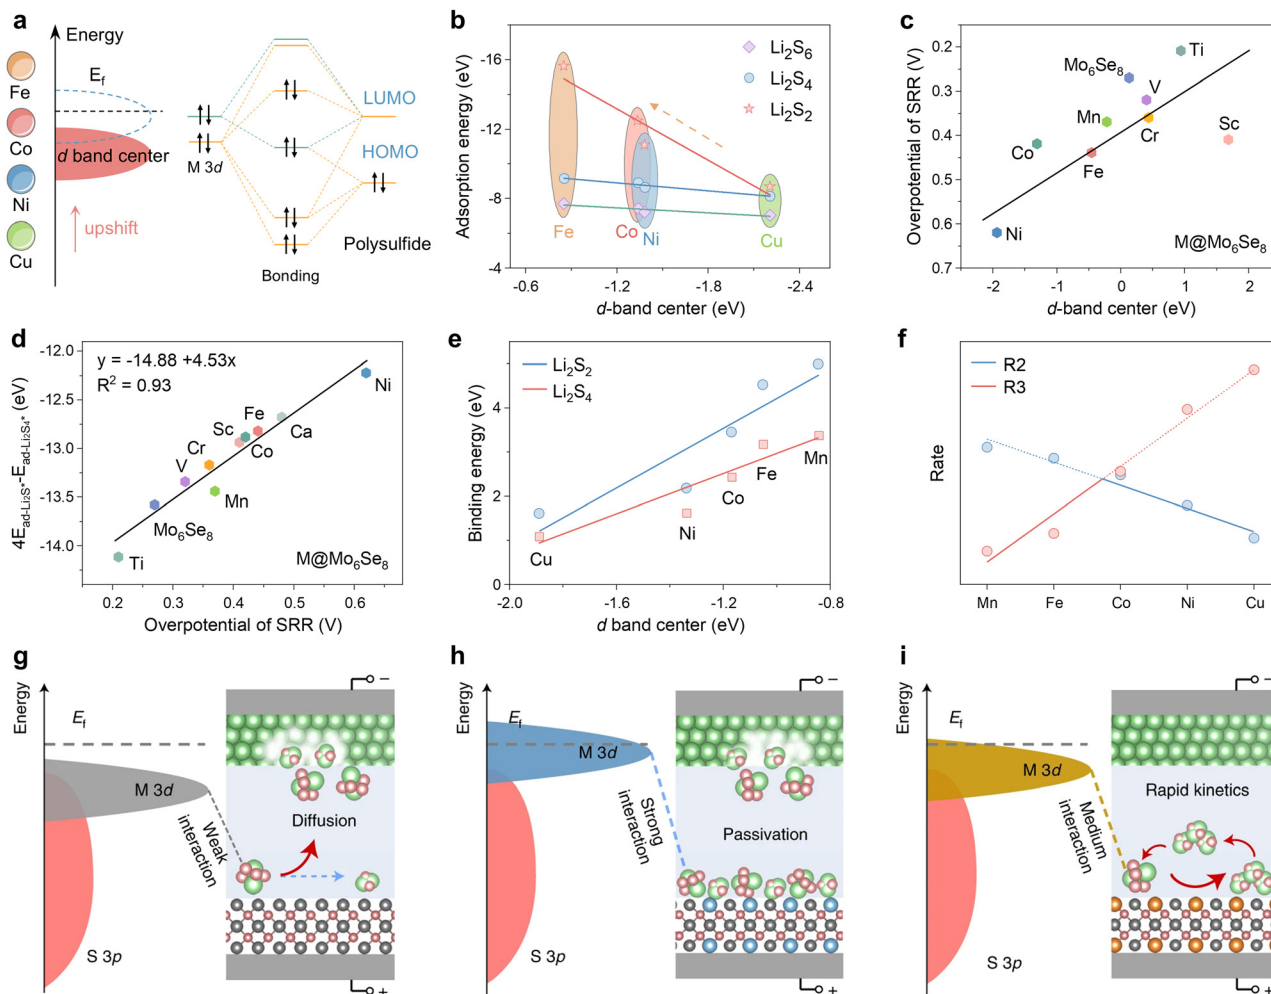 a
Energy
E_f
Fe
Co
Ni
Cu
d band center
upshift
M 3d
LUMO
HOMO
Polysulfide
Bonding
b
Adsorption energy (eV)
-16
-12
-8
-4
Li₂S₆
Li₂S₄
Li₂S₂
Fe
Co
Ni
Cu
-0.6
-1.2
-1.8
-2.4
d-band center (eV)
c
Overpotential of SRR (V)
0.2
0.3
0.4
0.5
0.6
0.7
Ti
Mo₆Se₈
V
Mn
Cr
Sc
Co
Fe
Ni
M@Mo₆Se₈
-2
-1
0
1
2
d-band center (eV)
d
4E_ad-Li₂S*-E_ad-Li₂S₄* (eV)
-12.0
-12.5
-13.0
-13.5
-14.0
y = -14.88 +4.53x
R² = 0.93
Ni
Fe
Ca
Sc
Co
Cr
V
Mn
Mo₆Se₈
Ti
M@Mo₆Se₈
0.2
0.3
0.4
0.5
0.6
Overpotential of SRR (V)
e
Binding energy (eV)
4
2
0
Li₂S₂
Li₂S₄
Mn
Fe
Co
Ni
Cu
-2.0
-1.6
-1.2
-0.8
d band center (eV)
f
Rate
R2
R3
Mn
Fe
Co
Ni
Cu
g
Energy
E_f
M 3d
Weak
interaction
S 3p
−
Diffusion
+
h
Energy
E_f
M 3d
Strong
interaction
S 3p
−
Passivation
+
i
Energy
E_f
M 3d
Medium
interaction
S 3p
−
Rapid kinetics
+